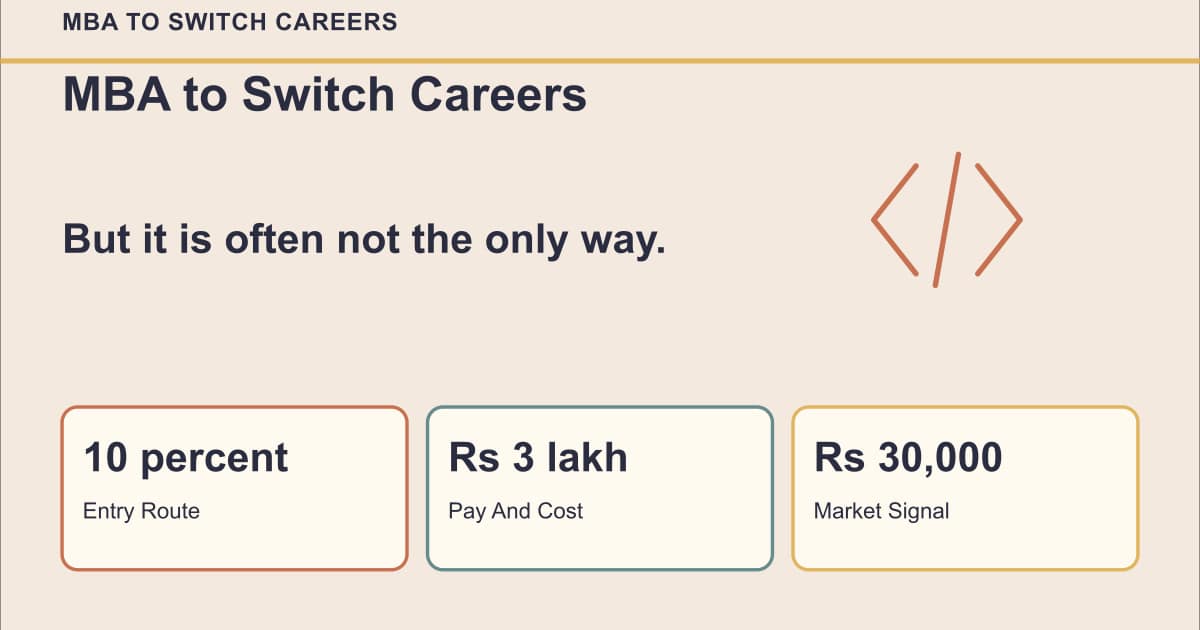 MBA TO SWITCH CAREERS
MBA to Switch Careers
But it is often not the only way.
10 percent
Entry Route
Rs 3 lakh
Pay And Cost
Rs 30,000
Market Signal